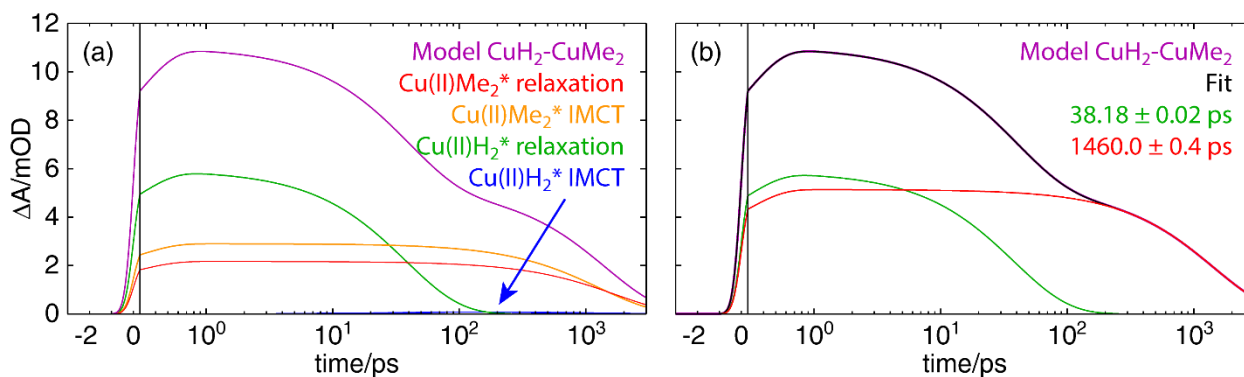 12
10
8
6
4
2
0
ΔA/mOD
(a)
Model CuH₂-CuMe₂
Cu(II)Me₂* relaxation
Cu(II)Me₂* IMCT
Cu(II)H₂* relaxation
Cu(II)H₂* IMCT
-2 0 10⁰ 10¹ 10² 10³
time/ps
(b)
Model CuH₂-CuMe₂
Fit
38.18 ± 0.02 ps
1460.0 ± 0.4 ps
-2 0 10⁰ 10¹ 10² 10³
time/ps